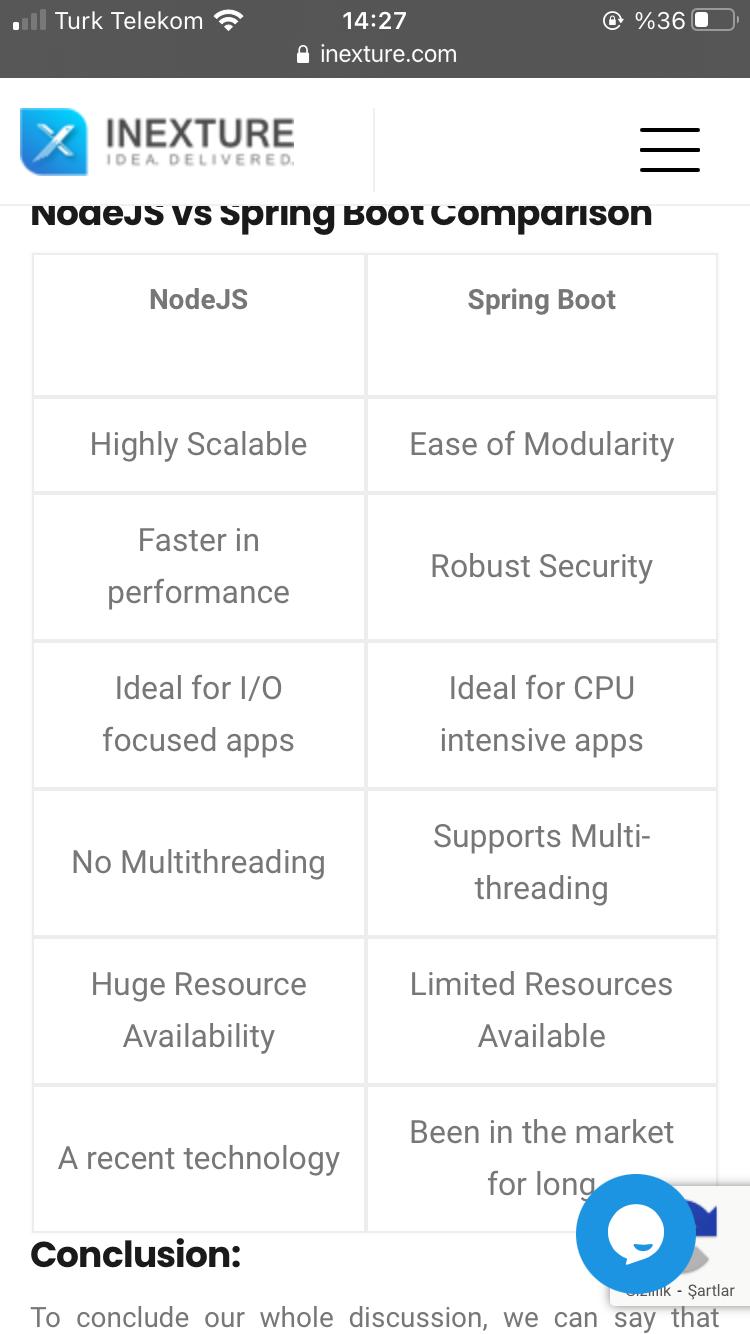 Turk Telekom 14:27 %36
inexture.com
INEXTURE
IDEA. DELIVERED.
NodeJS vs Spring Boot Comparison
NodeJS Spring Boot
Highly Scalable Ease of Modularity
Faster in
performance
Robust Security
Ideal for I/O
focused apps
Ideal for CPU
intensive apps
No Multithreading
Supports Multi-
threading
Huge Resource
Availability
Limited Resources
Available
A recent technology
Been in the market
for long
Conclusion:
Gizlilik - Şartlar
To conclude our whole discussion, we can say that